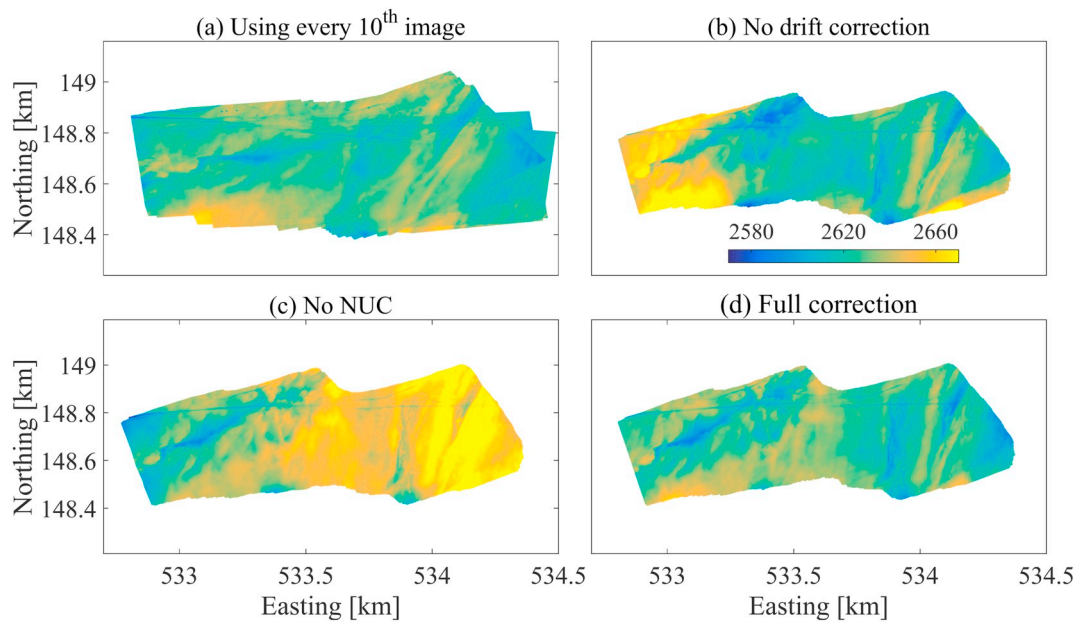 (a) Using every 10th image
(b) No drift correction
Northing [km]
149
148.8
148.6
148.4
2580 2620 2660
(c) No NUC
(d) Full correction
Northing [km]
149
148.8
148.6
148.4
533 533.5 534 534.5
533 533.5 534 534.5
Easting [km]
Easting [km]